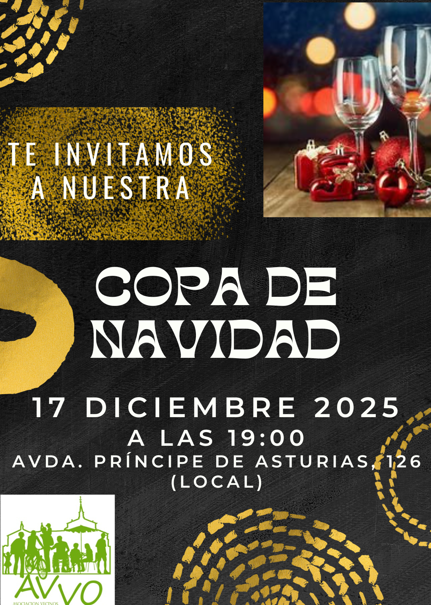 TE INVITAMOS
A NUESTRA
COPA DE
NAVIDAD
17 DICIEMBRE 2025
A LAS 19:00
AVDA. PRÍNCIPE DE ASTURIAS, 126
(LOCAL)
AVVO